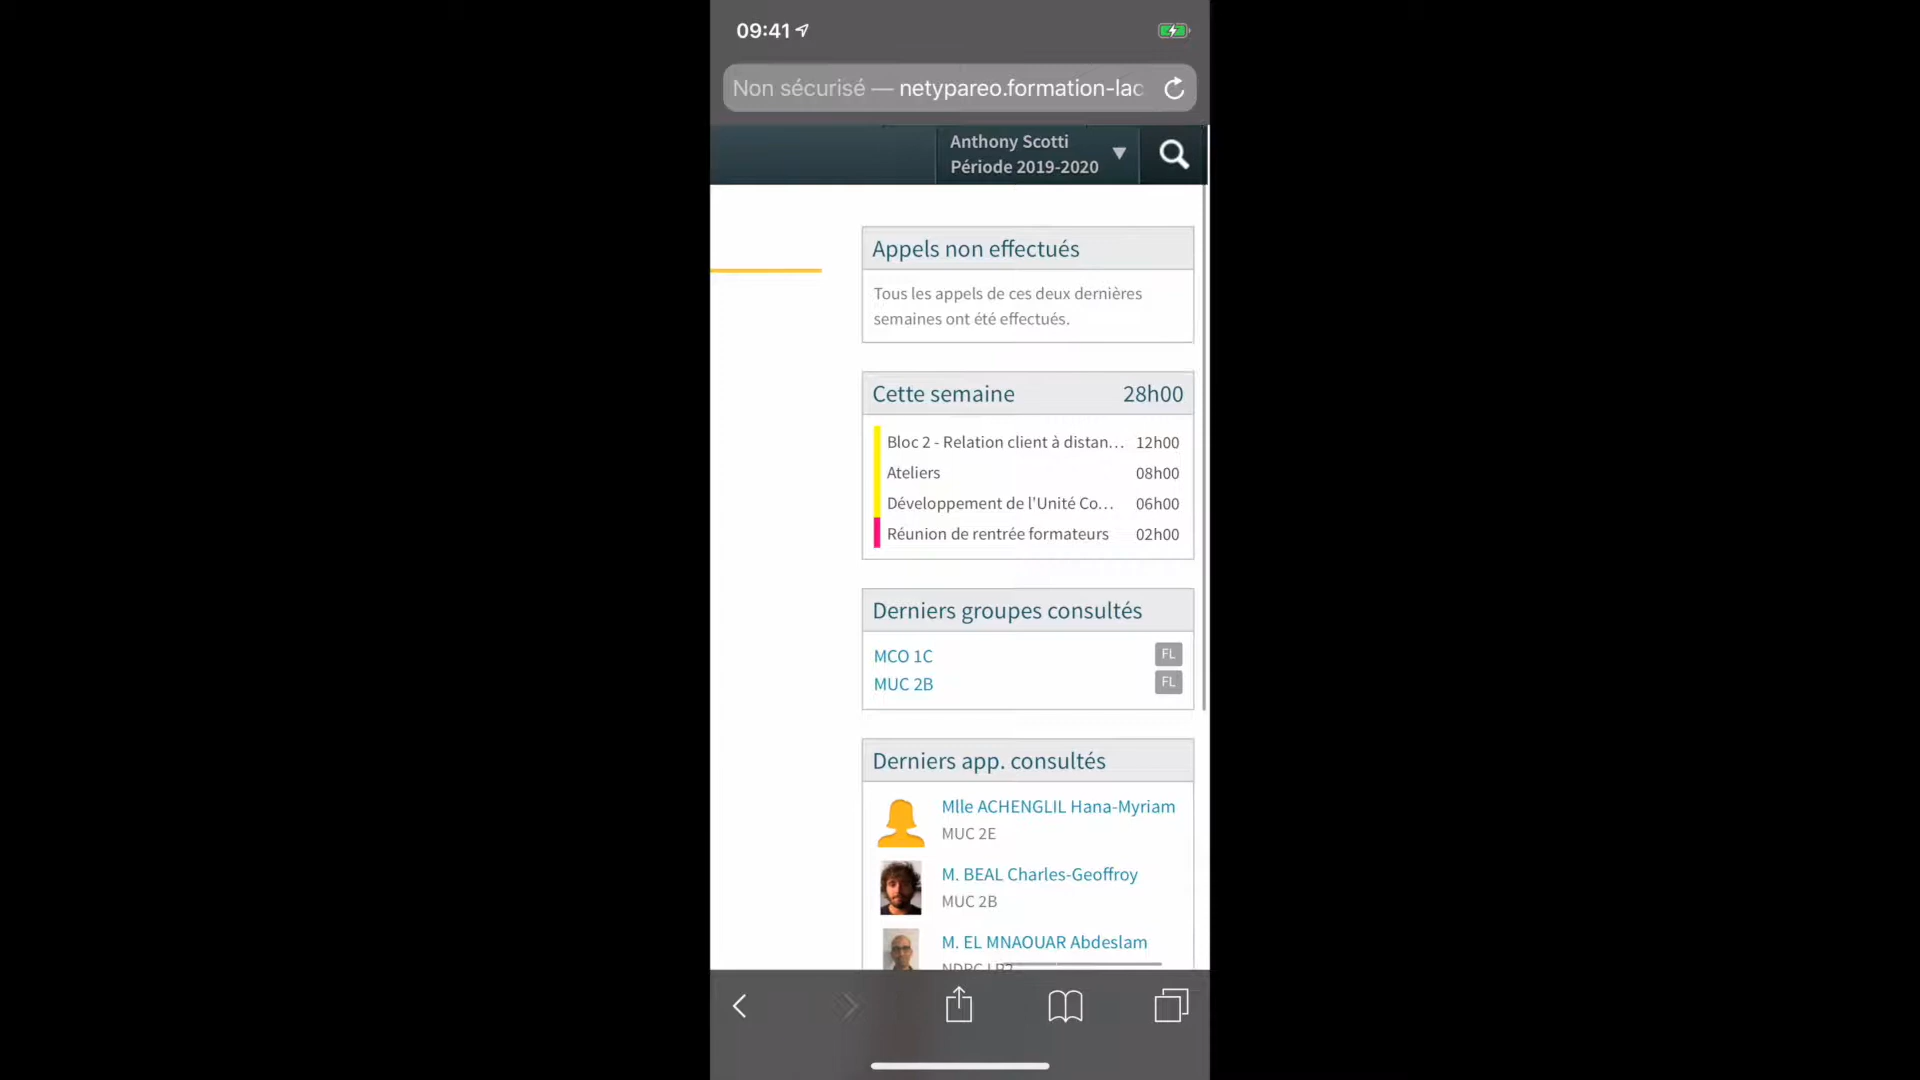 09:41
Non sécurisé — netypareo.formation-lac
Anthony Scotti
Période 2019-2020
Appels non effectués
Tous les appels de ces deux dernières
semaines ont été effectués.
Cette semaine 28h00
Bloc 2 - Relation client à distan... 12h00
Ateliers 08h00
Développement de l'Unité Co... 06h00
Réunion de rentrée formateurs 02h00
Derniers groupes consultés
MCO 1C FL
MUC 2B FL
Derniers app. consultés
Mlle ACHENGLIL Hana-Myriam
MUC 2E
M. BEAL Charles-Geoffroy
MUC 2B
M. EL MNAOUAR Abdeslam